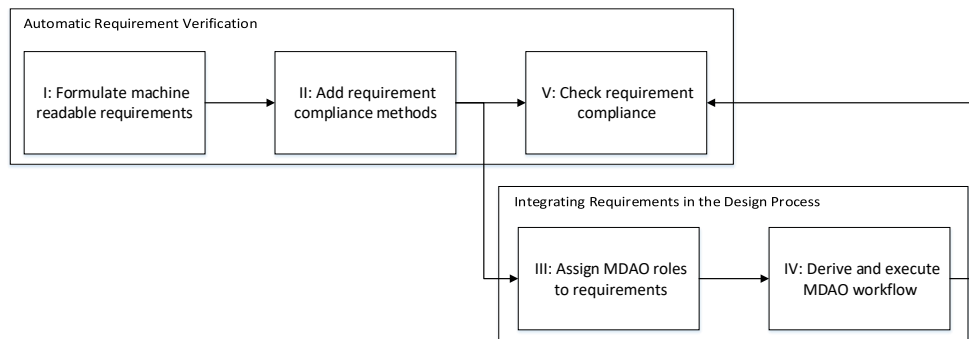 Automatic Requirement Verification
I: Formulate machine
readable requirements
II: Add requirement
compliance methods
V: Check requirement
compliance
Integrating Requirements in the Design Process
III: Assign MDAO roles
to requirements
IV: Derive and execute
MDAO workflow